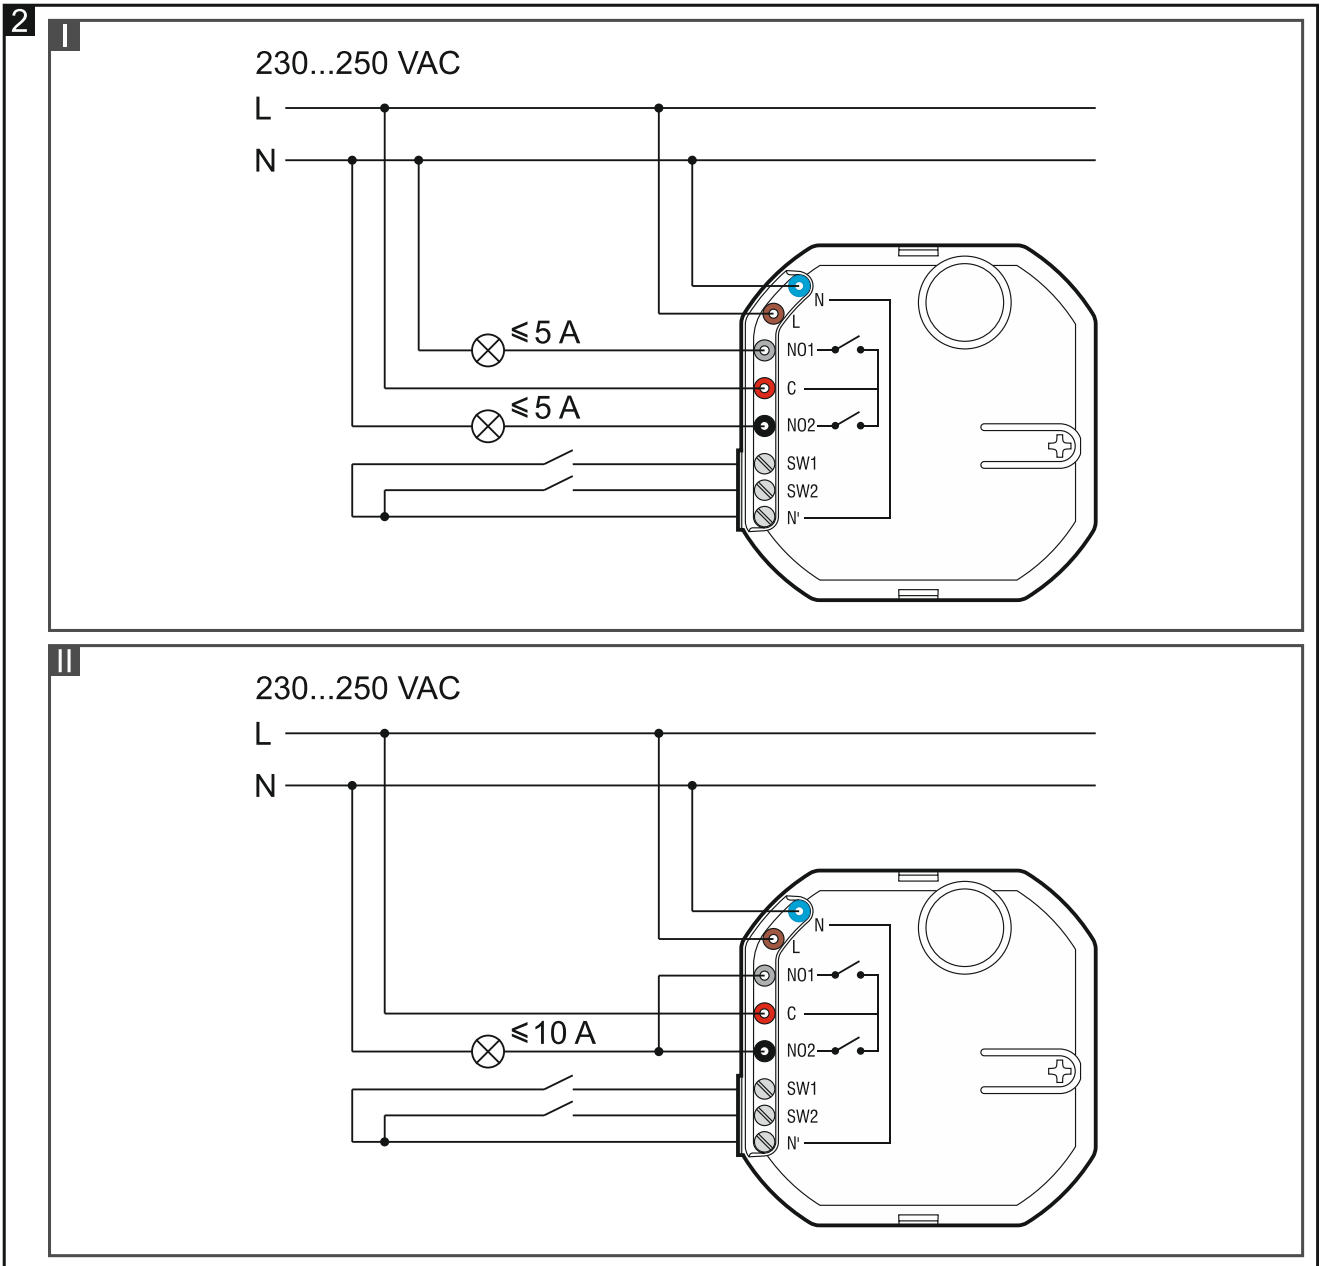 2
I
230...250 VAC
L
N
N
L
⩽ 5 A
NO1
C
⩽ 5 A
NO2
SW1
SW2
N'
II
230...250 VAC
L
N
N
L
NO1
C
⩽ 10 A
NO2
SW1
SW2
N'